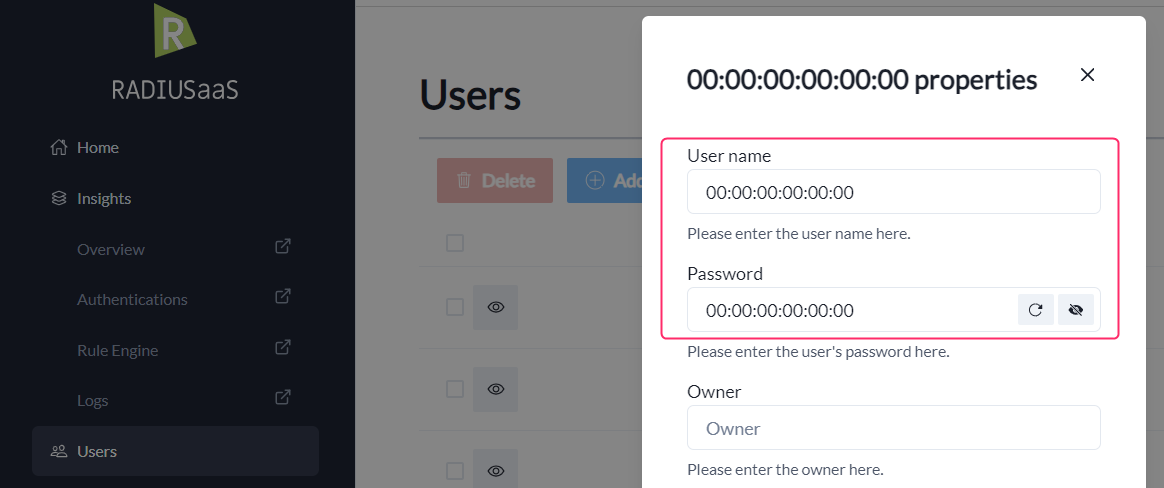 R
RADIUSaaS
Home
Insights
Overview
Authentications
Rule Engine
Logs
Users
Users
Delete
Add
00:00:00:00:00:00 properties
User name
00:00:00:00:00:00
Please enter the user name here.
Password
00:00:00:00:00:00
Please enter the user's password here.
Owner
Owner
Please enter the owner here.